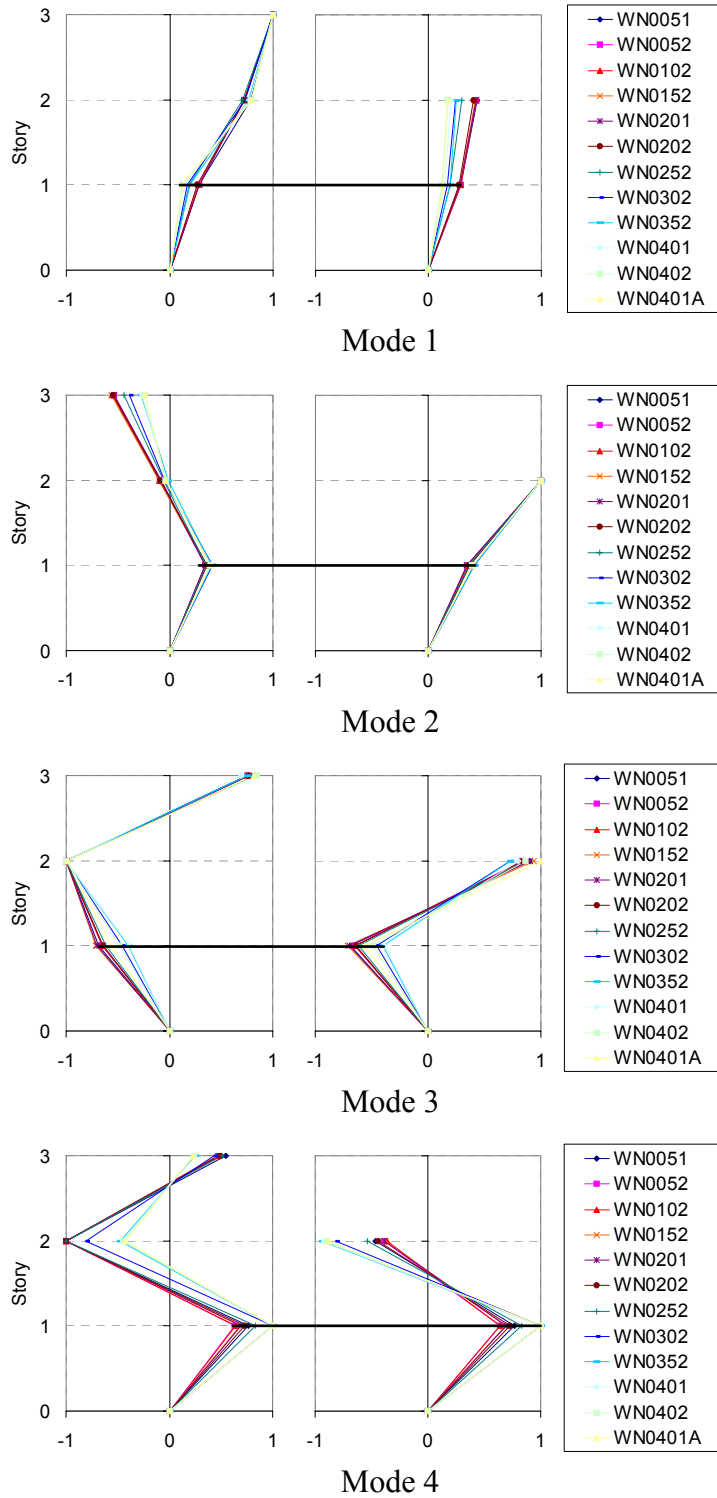 3
2
1
0
Story
-1
0
1
-1
0
1
WN0051
WN0052
WN0102
WN0152
WN0201
WN0202
WN0252
WN0302
WN0352
WN0401
WN0402
WN0401A
Mode 1
3
2
1
0
Story
-1
0
1
-1
0
1
WN0051
WN0052
WN0102
WN0152
WN0201
WN0202
WN0252
WN0302
WN0352
WN0401
WN0402
WN0401A
Mode 2
3
2
1
0
Story
-1
0
1
-1
0
1
WN0051
WN0052
WN0102
WN0152
WN0201
WN0202
WN0252
WN0302
WN0352
WN0401
WN0402
WN0401A
Mode 3
3
2
1
0
Story
-1
0
1
-1
0
1
WN0051
WN0052
WN0102
WN0152
WN0201
WN0202
WN0252
WN0302
WN0352
WN0401
WN0402
WN0401A
Mode 4